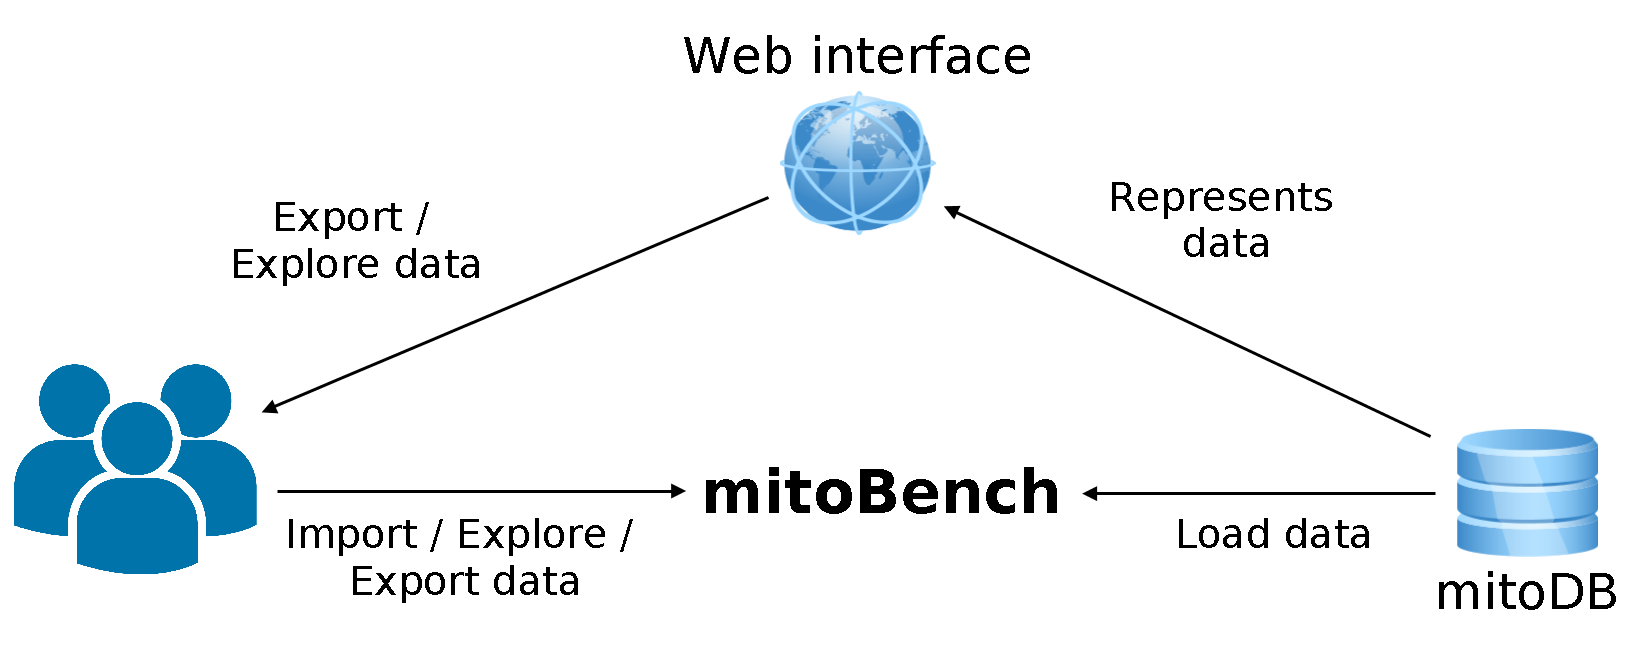 Web interface
Represents
data
Export /
Explore data
mitoBench
Import / Explore /
Export data
Load data
mitoDB